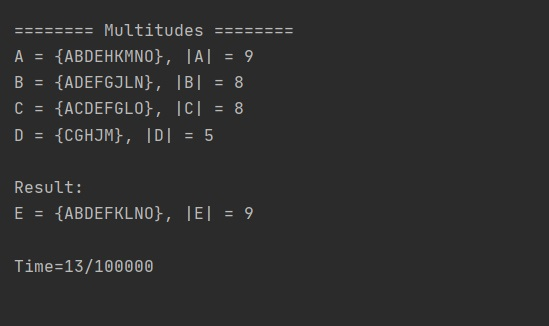 ======== Multitudes ========
A = {ABDEHKMNO}, |A| = 9
B = {ADEFGJLN}, |B| = 8
C = {ACDEFGLO}, |C| = 8
D = {CGHJM}, |D| = 5
Result:
E = {ABDEFKLNO}, |E| = 9
Time=13/100000